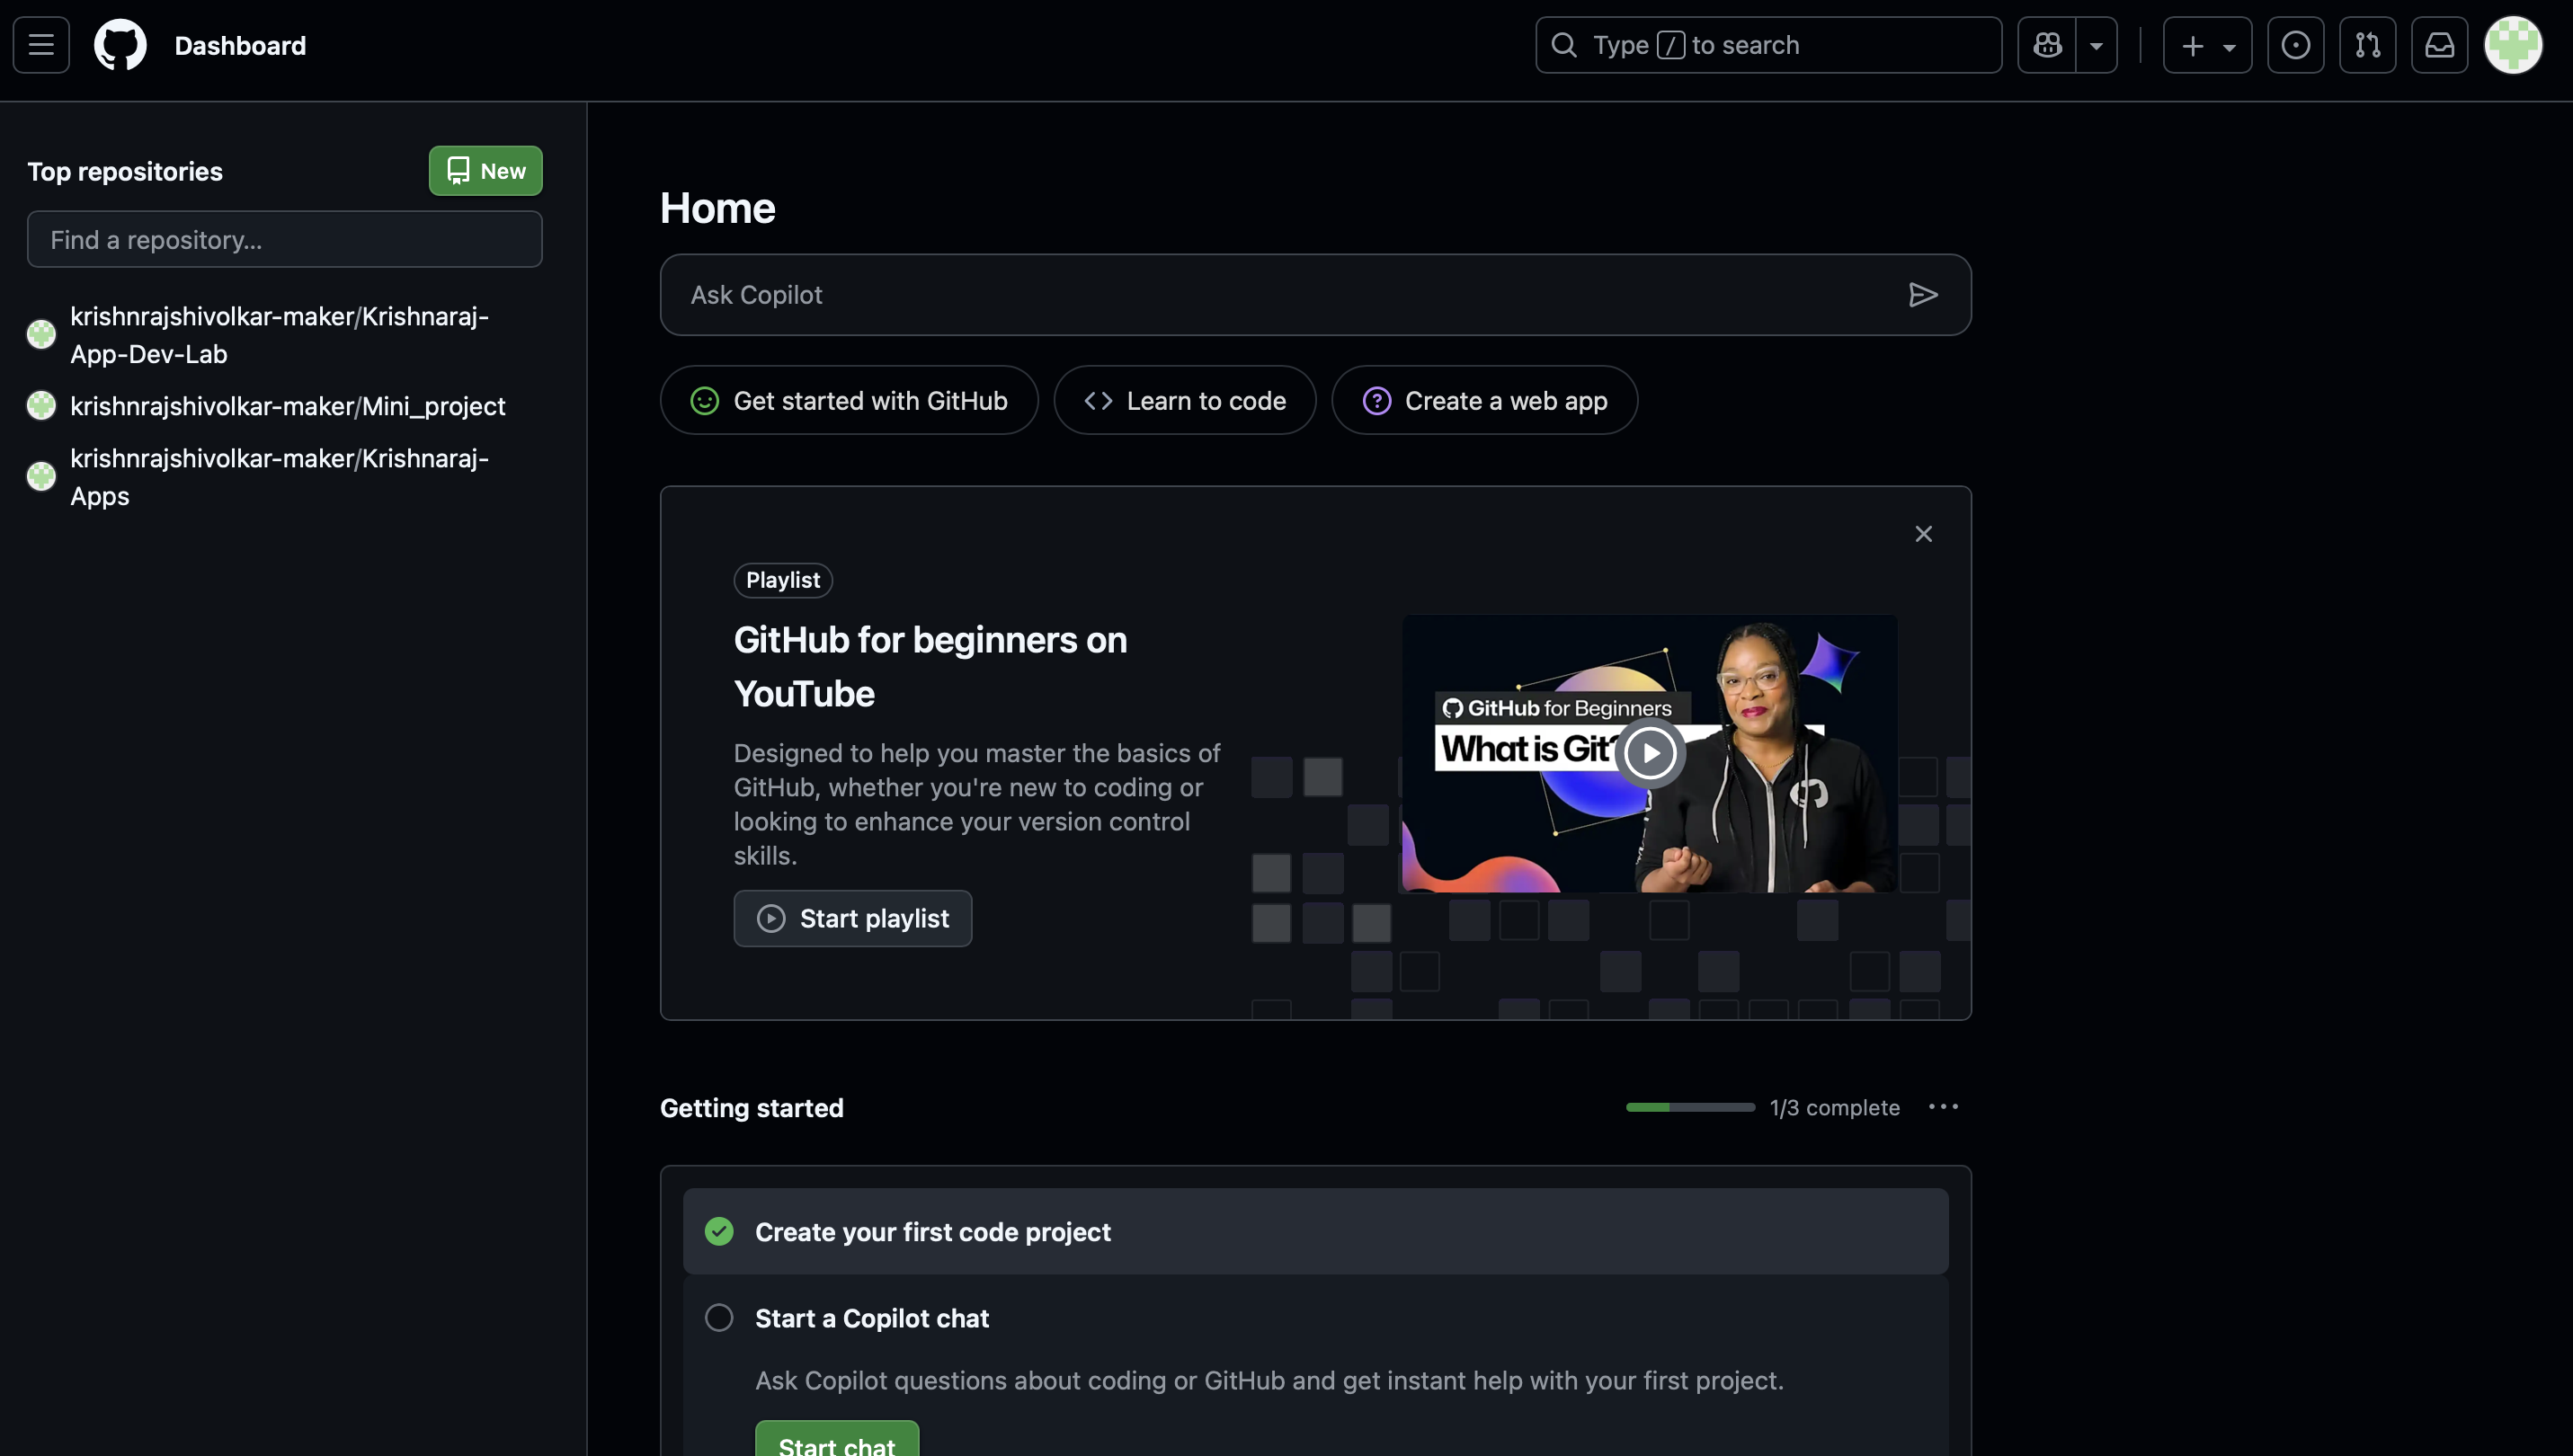 Dashboard
Type / to search
Top repositories
New
Find a repository...
krishnrajshivolkar-maker/Krishnaraj-
App-Dev-Lab
krishnrajshivolkar-maker/Mini_project
krishnrajshivolkar-maker/Krishnaraj-
Apps
Home
Ask Copilot
Get started with GitHub
Learn to code
Create a web app
Playlist
GitHub for beginners on
YouTube
Designed to help you master the basics of
GitHub, whether you're new to coding or
looking to enhance your version control
skills.
Start playlist
GitHub for Beginners
What is Git?
Getting started
1/3 complete
Create your first code project
Start a Copilot chat
Ask Copilot questions about coding or GitHub and get instant help with your first project.
Start chat